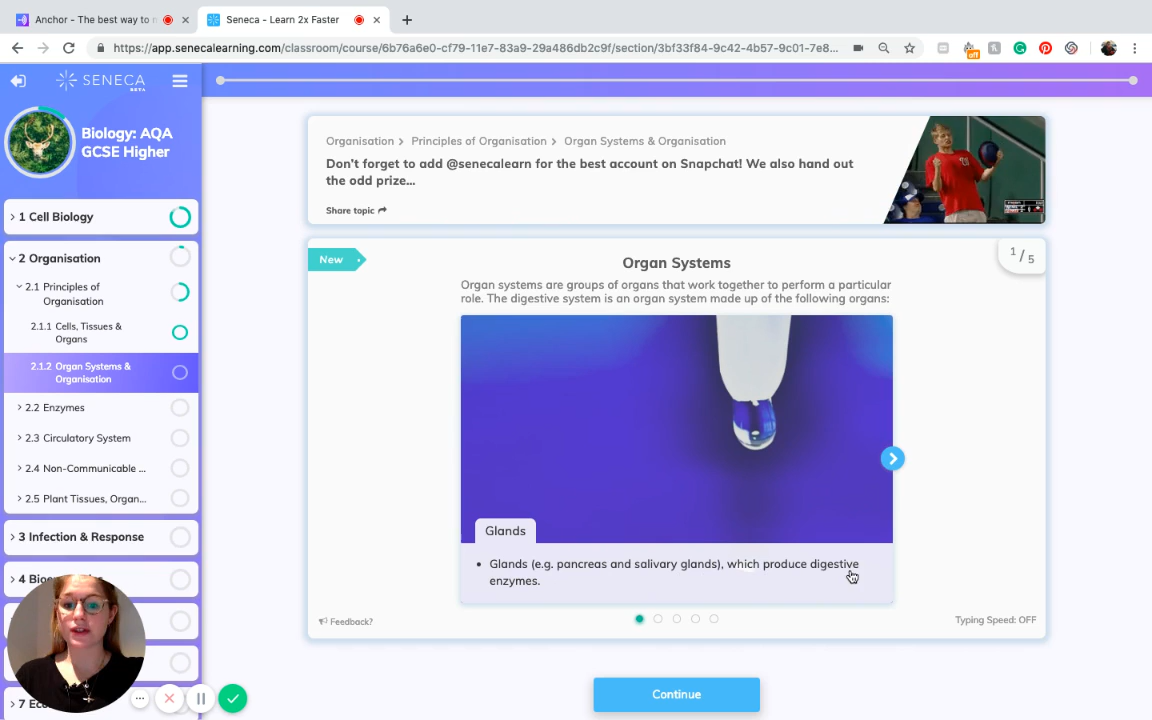 Anchor - The best way to
Seneca - Learn 2x Faster
https://app.senecalearning.com/classroom/course/6b76a6e0-cf79-11e7-83a9-29a486db2c9f/section/3bf33f84-9c42-4b57-9c01-7e8...
off
SENECA
BETA
Biology: AQA
GCSE Higher
1 Cell Biology
2 Organisation
2.1 Principles of
Organisation
2.1.1 Cells, Tissues &
Organs
2.1.2 Organ Systems &
Organisation
2.2 Enzymes
2.3 Circulatory System
2.4 Non-Communicable ...
2.5 Plant Tissues, Organ...
3 Infection & Response
4
7
Organisation > Principles of Organisation > Organ Systems & Organisation
Don't forget to add @senecalearn for the best account on Snapchat! We also hand out
the odd prize...
Share topic
New
1/5
Organ Systems
Organ systems are groups of organs that work together to perform a particular
role. The digestive system is an organ system made up of the following organs:
Glands
• Glands (e.g. pancreas and salivary glands), which produce digestive
enzymes.
Feedback?
Typing Speed: OFF
Continue